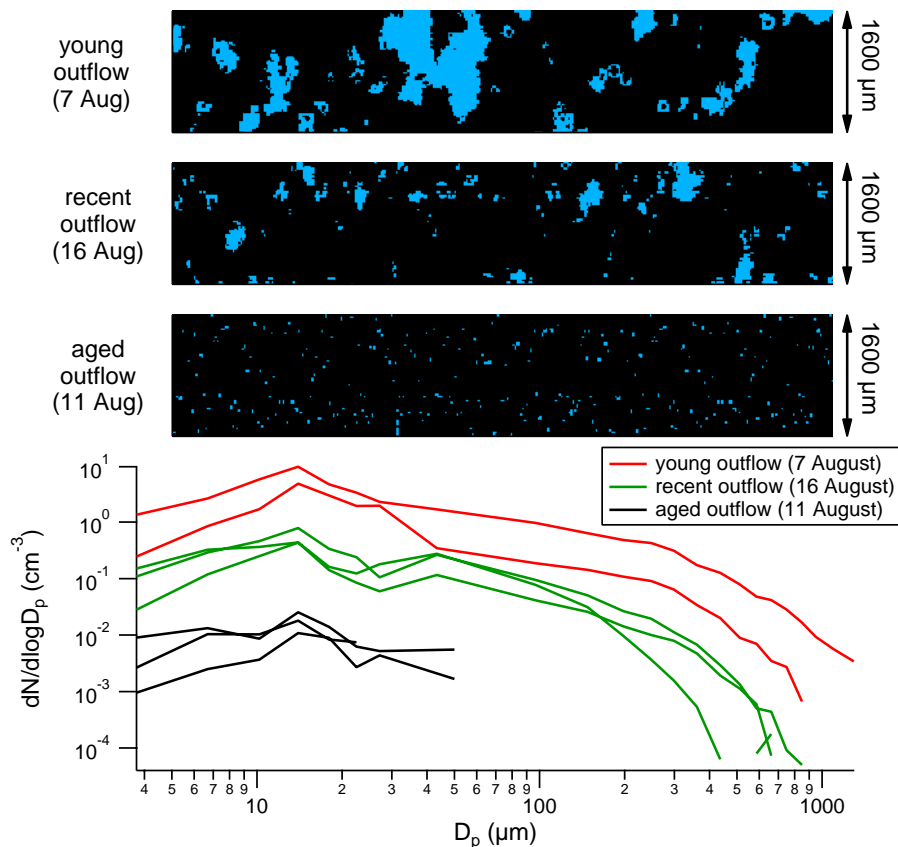 young
outflow
(7 Aug)
1600 µm
recent
outflow
(16 Aug)
1600 µm
aged
outflow
(11 Aug)
1600 µm
young outflow (7 August)
recent outflow (16 August)
aged outflow (11 August)
dN/dlogDp (cm-3)
10^1
10^0
10^-1
10^-2
10^-3
10^-4
4 5 6 7 8 9 2 3 4 5 6 7 8 9 2 3 4 5 6 7 8 9
10 100 1000
Dp (µm)